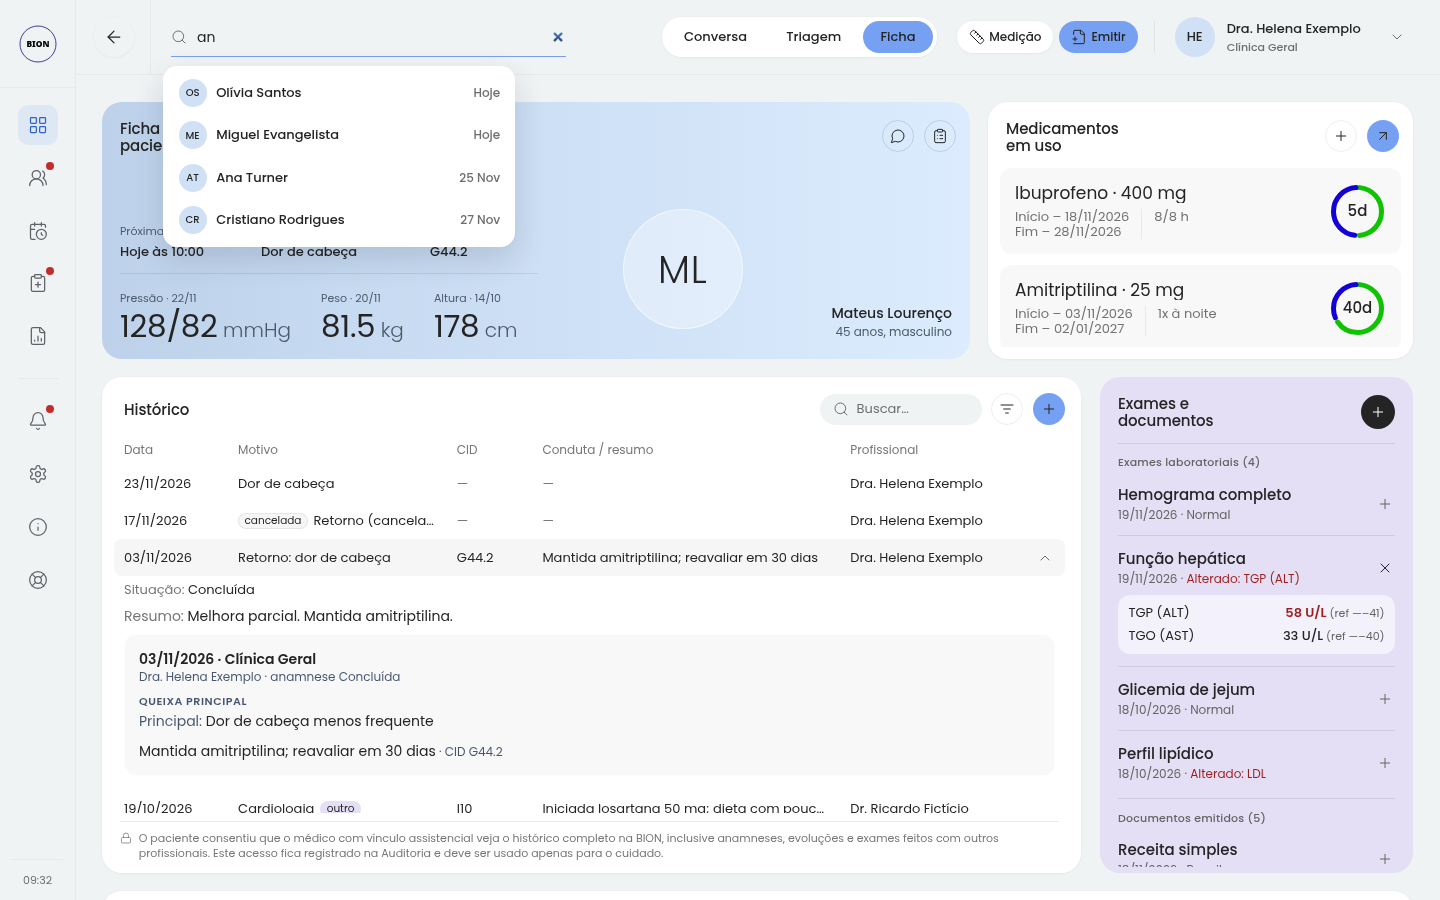 BION
an
Conversa
Triagem
Ficha
Medição
Emitir
HE
Dra. Helena Exemplo
Clínica Geral
OS Olívia Santos Hoje
ME Miguel Evangelista Hoje
AT Ana Turner 25 Nov
CR Cristiano Rodrigues 27 Nov
Ficha
pacie
Próxima
Hoje às 10:00
Dor de cabeça
G44.2
Pressão · 22/11
128/82 mmHg
Peso · 20/11
81.5 kg
Altura · 14/10
178 cm
ML
Mateus Lourenço
45 anos, masculino
Medicamentos
em uso
Ibuprofeno · 400 mg
Início – 18/11/2026 8/8 h
Fim – 28/11/2026
5d
Amitriptilina · 25 mg
Início – 03/11/2026 1x à noite
Fim – 02/01/2027
40d
Histórico
Buscar...
Data Motivo CID Conduta / resumo Profissional
23/11/2026 Dor de cabeça — — Dra. Helena Exemplo
17/11/2026 cancelada Retorno (cancela... — — Dra. Helena Exemplo
03/11/2026 Retorno: dor de cabeça G44.2 Mantida amitriptilina; reavaliar em 30 dias Dra. Helena Exemplo
Situação: Concluída
Resumo: Melhora parcial. Mantida amitriptilina.
03/11/2026 · Clínica Geral
Dra. Helena Exemplo · anamnese Concluída
QUEIXA PRINCIPAL
Principal: Dor de cabeça menos frequente
Mantida amitriptilina; reavaliar em 30 dias · CID G44.2
19/10/2026 Cardiologia outro I10 Iniciada losartana 50 mg; dieta com pouc... Dr. Ricardo Fictício
O paciente consentiu que o médico com vínculo assistencial veja o histórico completo na BION, inclusive anamneses, evoluções e exames feitos com outros
profissionais. Este acesso fica registrado na Auditoria e deve ser usado apenas para o cuidado.
Exames e
documentos
Exames laboratoriais (4)
Hemograma completo
19/11/2026 · Normal
Função hepática
19/11/2026 · Alterado: TGP (ALT)
TGP (ALT) 58 U/L (ref —–41)
TGO (AST) 33 U/L (ref —–40)
Glicemia de jejum
18/10/2026 · Normal
Perfil lipídico
18/10/2026 · Alterado: LDL
Documentos emitidos (5)
Receita simples
09:32